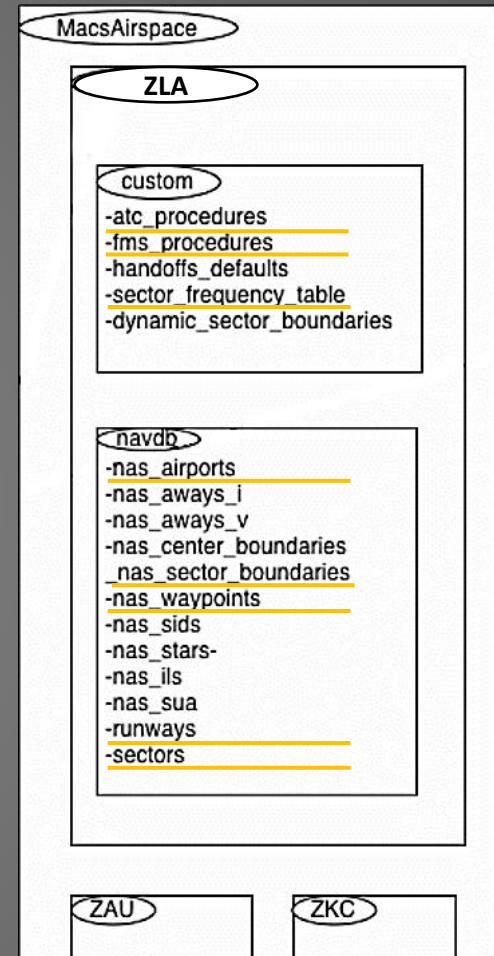 MacsAirspace
ZLA
custom
-atc_procedures
-fms_procedures
-handoffs_defaults
-sector_frequency_table
-dynamic_sector_boundaries
navdb
-nas_airports
-nas_aways_i
-nas_aways_v
-nas_center_boundaries
_nas_sector_boundaries
-nas_waypoints
-nas_sids
-nas_stars-
-nas_ils
-nas_sua
-runways
-sectors
ZAU ZKC